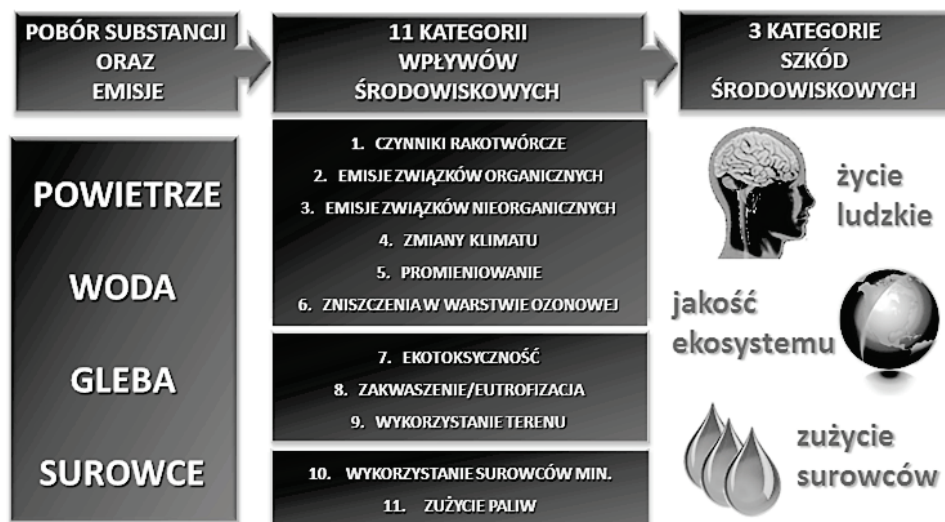 POBÓR SUBSTANCJI
ORAZ
EMISJE
11 KATEGORII
WPŁYWÓW
ŚRODOWISKOWYCH
3 KATEGORIE
SZKÓD
ŚRODOWISKOWYCH
POWIETRZE
WODA
GLEBA
SUROWCE
1. CZYNNIKI RAKOTWÓRCZE
2. EMISJE ZWIĄZKÓW ORGANICZNYCH
3. EMISJE ZWIĄZKÓW NIEORGANICZNYCH
4. ZMIANY KLIMATU
5. PROMIENIOWANIE
6. ZNISZCZENIA W WARSTWIE OZONOWEJ
7. EKOTOKSYCZNOŚĆ
8. ZAKWASZENIE/EUTROFIZACJA
9. WYKORZYSTANIE TERENU
10. WYKORZYSTANIE SUROWCÓW MIN.
11. ZUŻYCIE PALIW
życie
ludzkie
jakość
ekosystemu
zużycie
surowców